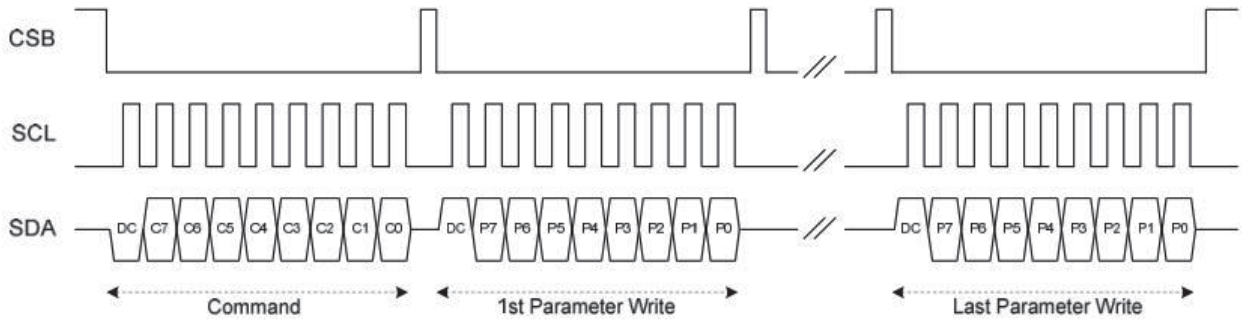 CSB
SCL
SDA DC C7 C6 C5 C4 C3 C2 C1 C0 DC P7 P6 P5 P4 P3 P2 P1 P0 // DC P7 P6 P5 P4 P3 P2 P1 P0
Command 1st Parameter Write Last Parameter Write